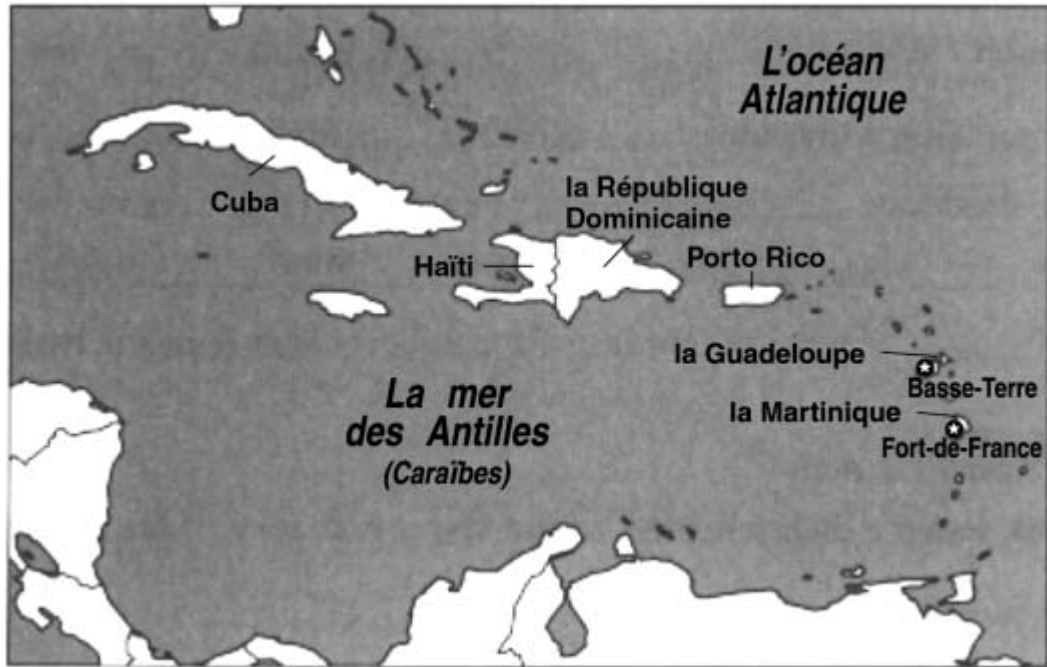 L'océan
Atlantique
Cuba
la République
Dominicaine
Haïti
Porto Rico
la Guadeloupe
Basse-Terre
la Martinique
Fort-de-France
La mer
des Antilles
(Caraïbes)